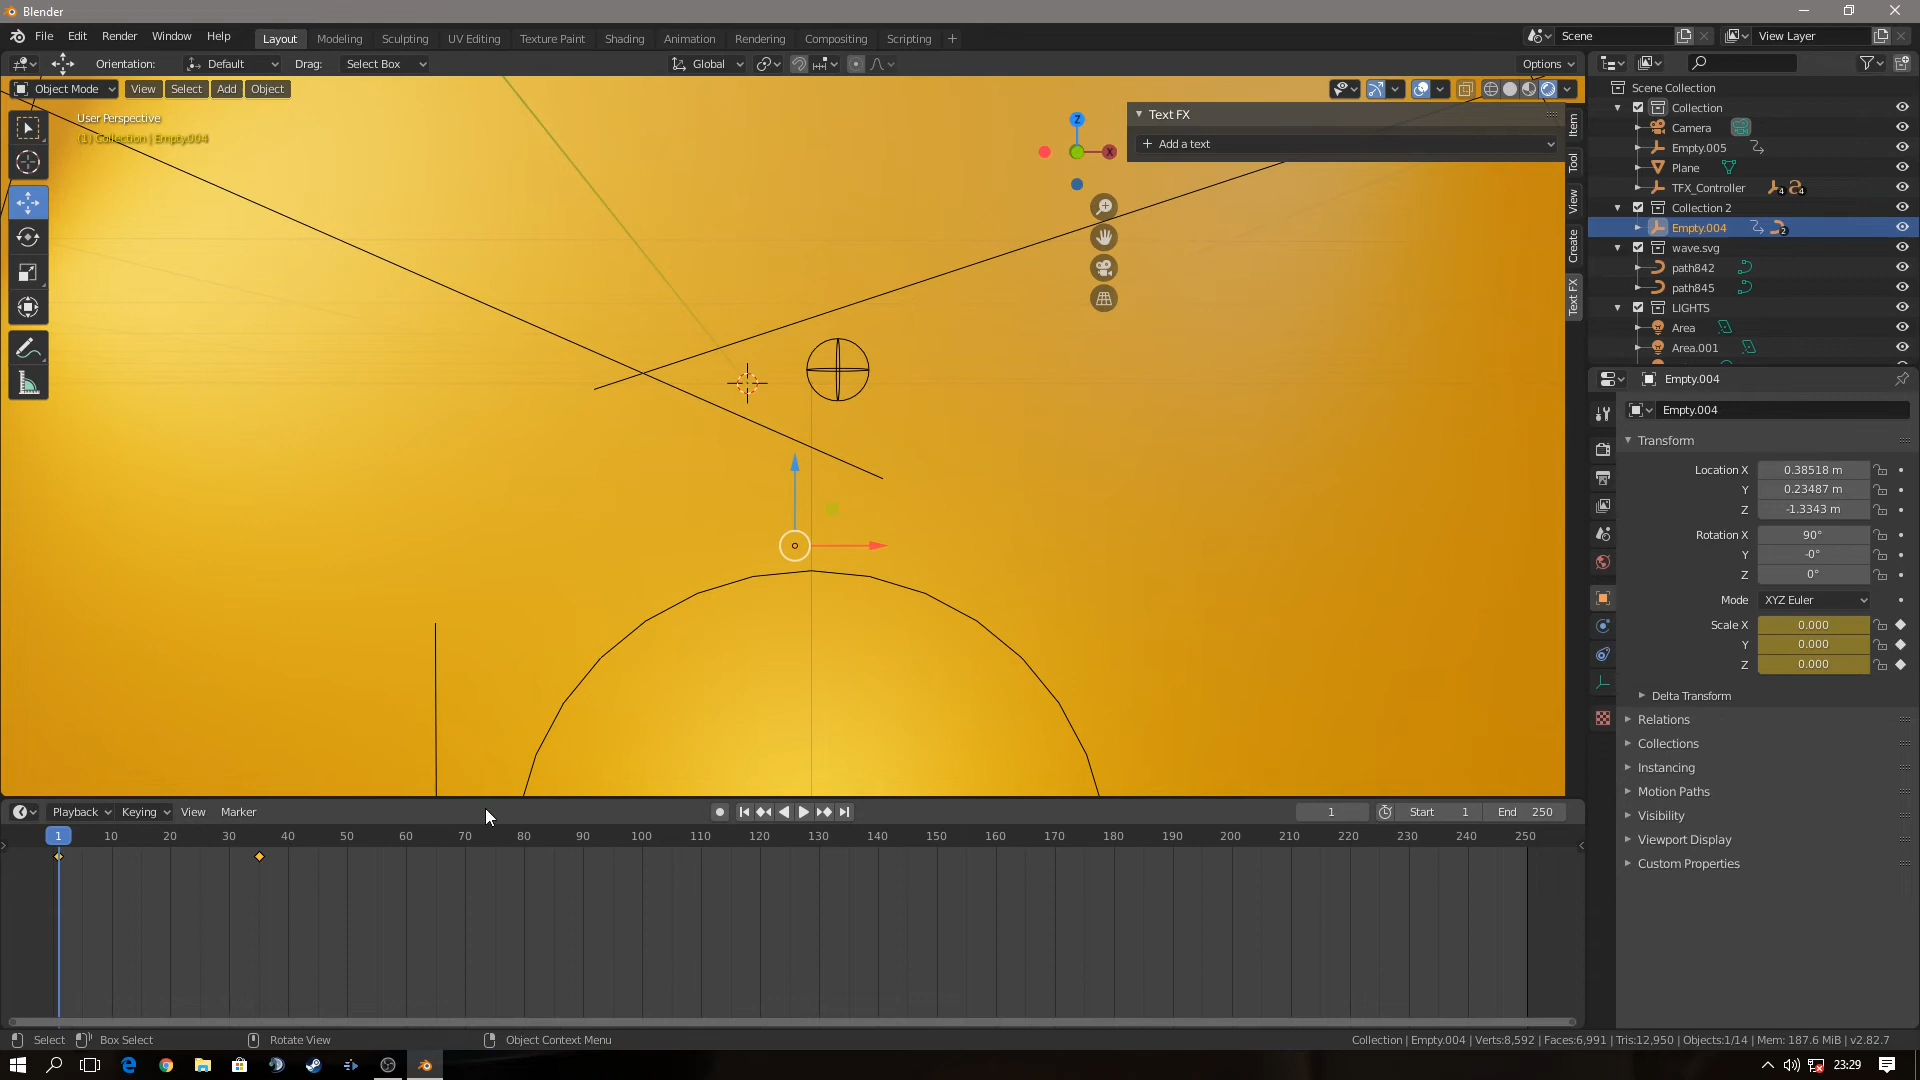 Blender
File Edit Render Window Help
Layout Modeling Sculpting UV Editing Texture Paint Shading Animation Rendering Compositing Scripting
Scene
View Layer
Orientation: Default Drag: Select Box
Global
Options
Object Mode View Select Add Object
User Perspective
(1) Collection | Empty.004
Z
X
Text FX
Add a text
Item
Tool
View
Create
Text FX
Scene Collection
Collection
Camera
Empty.005
Plane
TFX_Controller 4 4
Collection 2
Empty.004 2
wave.svg
path842
path845
LIGHTS
Area
Area.001
Empty.004
Empty.004
Transform
Location X 0.38518 m
Y 0.23487 m
Z -1.3343 m
Rotation X 90°
Y -0°
Z 0°
Mode XYZ Euler
Scale X 0.000
Y 0.000
Z 0.000
Delta Transform
Relations
Collections
Instancing
Motion Paths
Visibility
Viewport Display
Custom Properties
Playback Keying View Marker
1 Start 1 End 250
1 10 20 30 40 50 60 70 80 90 100 110 120 130 140 150 160 170 180 190 200 210 220 230 240 250
Select Box Select Rotate View Object Context Menu
Collection | Empty.004 | Verts:8,592 | Faces:6,991 | Tris:12,950 | Objects:1/14 | Mem: 187.6 MiB | v2.82.7
23:29